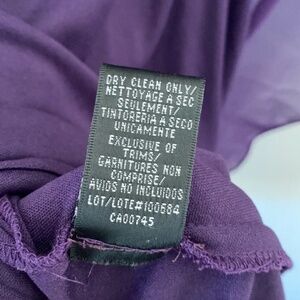 DRY CLEAN ONLY/
NETTOYAGE A SEC
SEULEMENT/
TINTORERIA A SECO
UNICAMENTE
EXCLUSIVE OF
TRIMS/
GARNITURES NON
COMPRISE/
AVIOS NO INCLUIDOS
LOT/LOTE#100684
CA00745